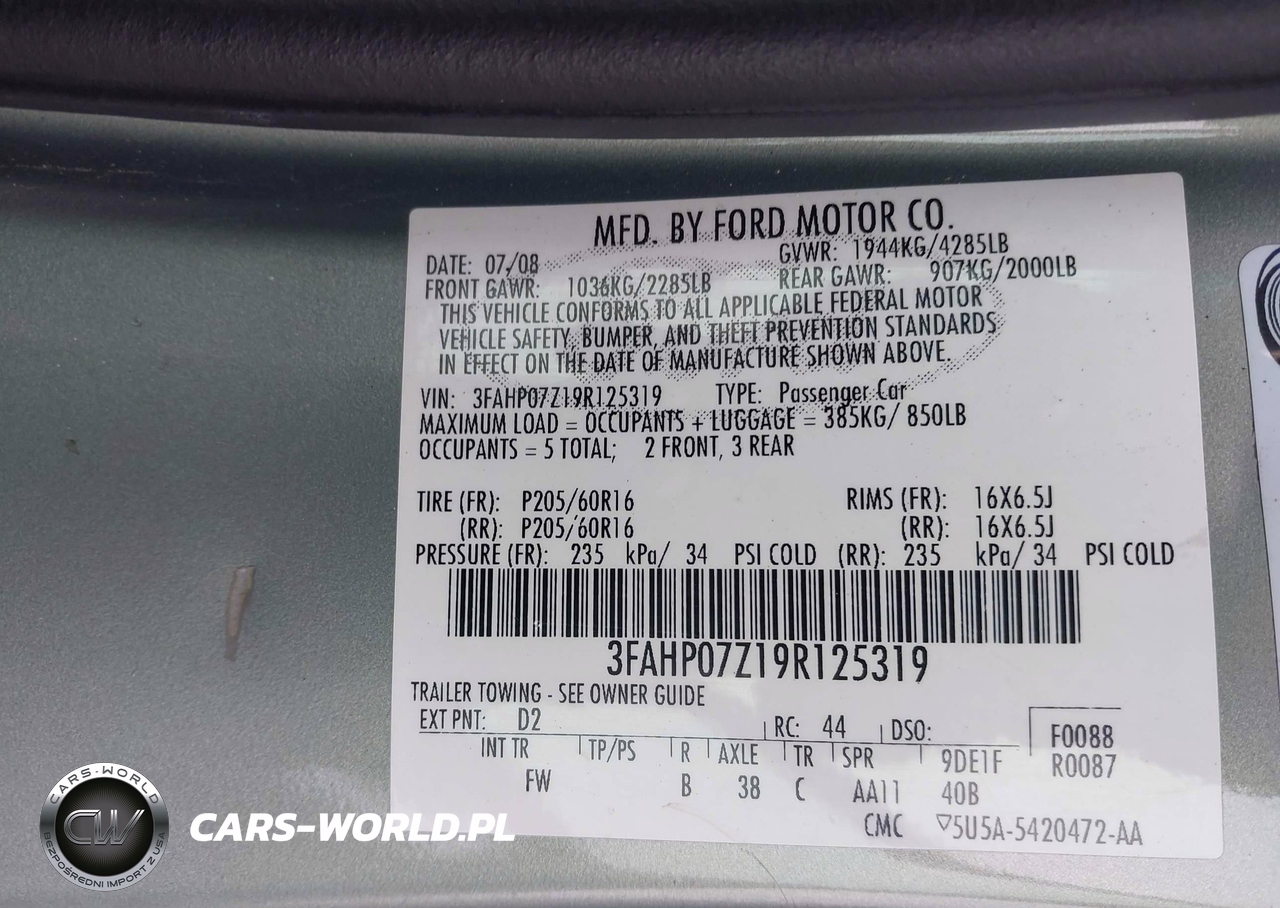 MFD. BY FORD MOTOR CO.
DATE: 07/08 GVWR: 1944KG/4285LB
FRONT GAWR: 1036KG/2285LB REAR GAWR: 907KG/2000LB
THIS VEHICLE CONFORMS TO ALL APPLICABLE FEDERAL MOTOR
VEHICLE SAFETY, BUMPER, AND THEFT PREVENTION STANDARDS
IN EFFECT ON THE DATE OF MANUFACTURE SHOWN ABOVE.
VIN: 3FAHP07Z19R125319 TYPE: Passenger Car
MAXIMUM LOAD = OCCUPANTS + LUGGAGE = 385KG/ 850LB
OCCUPANTS = 5 TOTAL; 2 FRONT, 3 REAR
TIRE (FR): P205/60R16 RIMS (FR): 16X6.5J
(RR): P205/60R16 (RR): 16X6.5J
PRESSURE (FR): 235 kPa/ 34 PSI COLD (RR): 235 kPa/ 34 PSI COLD
3FAHP07Z19R125319
TRAILER TOWING - SEE OWNER GUIDE
EXT PNT: D2 RC: 44 DSO: F0088
INT TR TP/PS R AXLE TR SPR 9DE1F R0087
FW B 38 C AA11 40B
CMC ▽5U5A-5420472-AA
CARS-WORLD
CW
BEZPOŚREDNI IMPORT Z USA
CARS-WORLD.PL